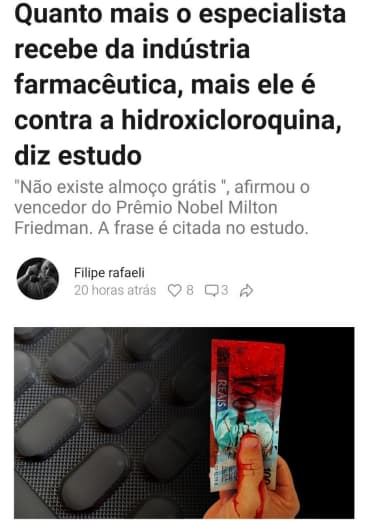 Quanto mais o especialista
recebe da indústria
farmacêutica, mais ele é
contra a hidroxicloroquina,
diz estudo
"Não existe almoço grátis ", afirmou o
vencedor do Prêmio Nobel Milton
Friedman. A frase é citada no estudo.
Filipe rafaeli
20 horas atrás 8 3
100
REAIS
100